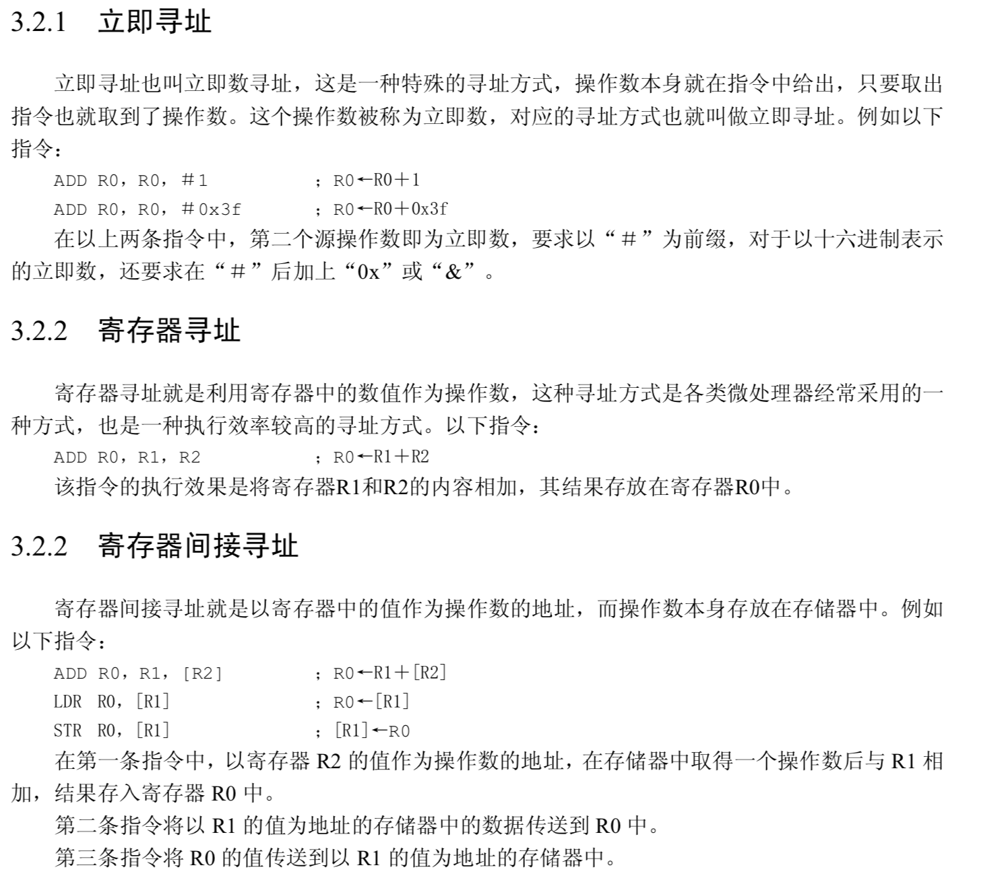 3.2.1 立即寻址
立即寻址也叫立即数寻址，这是一种特殊的寻址方式，操作数本身就在指令中给出，只要取出
指令也就取到了操作数。这个操作数被称为立即数，对应的寻址方式也就叫做立即寻址。例如以下
指令：
ADD R0，R0，＃1 ；R0←R0＋1
ADD R0，R0，＃0x3f ；R0←R0＋0x3f
在以上两条指令中，第二个源操作数即为立即数，要求以“＃”为前缀，对于以十六进制表示
的立即数，还要求在“＃”后加上“0x”或“&”。
3.2.2 寄存器寻址
寄存器寻址就是利用寄存器中的数值作为操作数，这种寻址方式是各类微处理器经常采用的一
种方式，也是一种执行效率较高的寻址方式。以下指令：
ADD R0，R1，R2 ；R0←R1＋R2
该指令的执行效果是将寄存器R1和R2的内容相加，其结果存放在寄存器R0中。
3.2.2 寄存器间接寻址
寄存器间接寻址就是以寄存器中的值作为操作数的地址，而操作数本身存放在存储器中。例如
以下指令：
ADD R0，R1，[R2] ；R0←R1＋[R2]
LDR R0，[R1] ；R0←[R1]
STR R0，[R1] ；[R1]←R0
在第一条指令中，以寄存器 R2 的值作为操作数的地址，在存储器中取得一个操作数后与 R1 相
加，结果存入寄存器 R0 中。
第二条指令将以 R1 的值为地址的存储器中的数据传送到 R0 中。
第三条指令将 R0 的值传送到以 R1 的值为地址的存储器中。